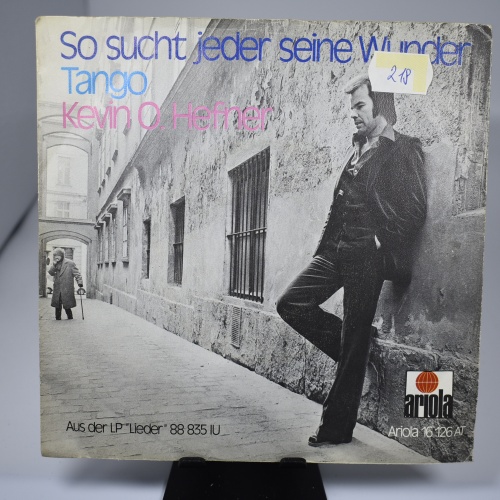 So sucht jeder seine Wunder
218
Tango
Kevin O. Hefner
ariola
Aus der LP "Lieder" 88 835 IU
Ariola 16 126 AT